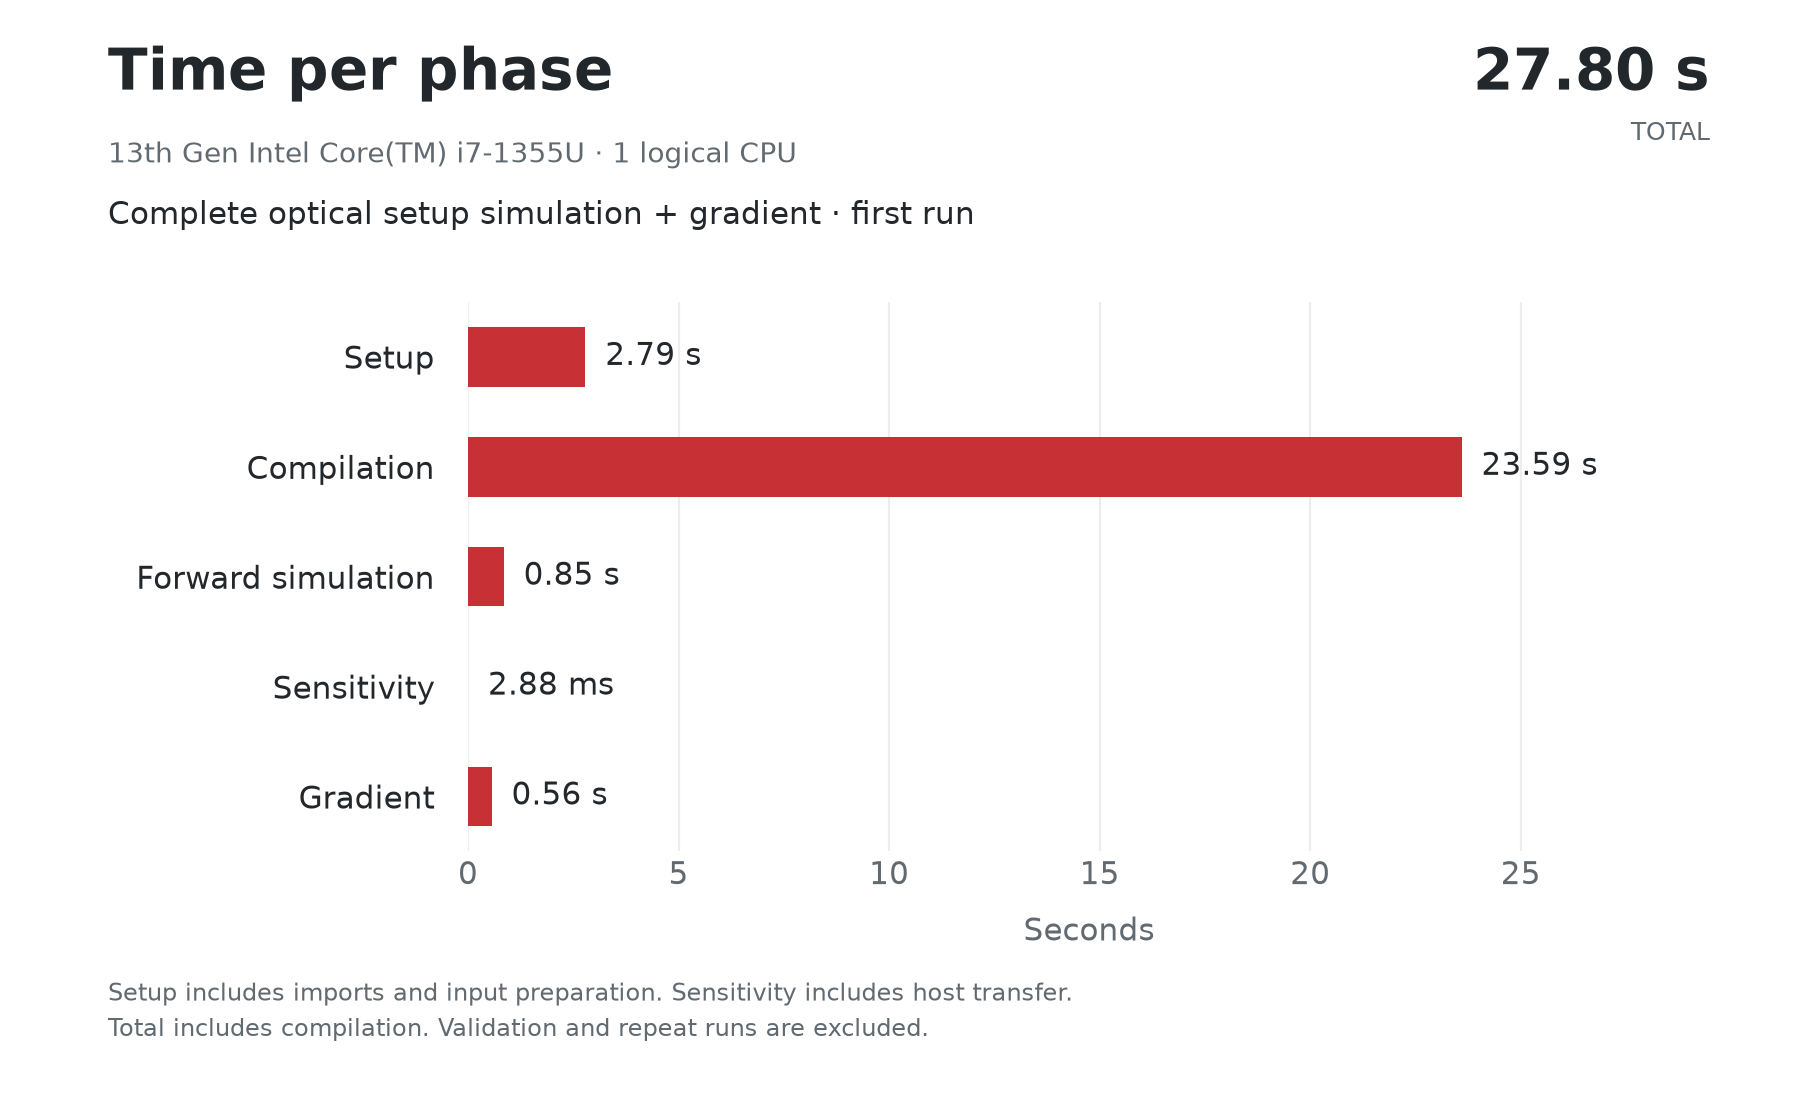 Time per phase
27.80 s
TOTAL
13th Gen Intel Core(TM) i7-1355U · 1 logical CPU
Complete optical setup simulation + gradient · first run
Setup 2.79 s
Compilation 23.59 s
Forward simulation 0.85 s
Sensitivity 2.88 ms
Gradient 0.56 s
0 5 10 15 20 25
Seconds
Setup includes imports and input preparation. Sensitivity includes host transfer.
Total includes compilation. Validation and repeat runs are excluded.